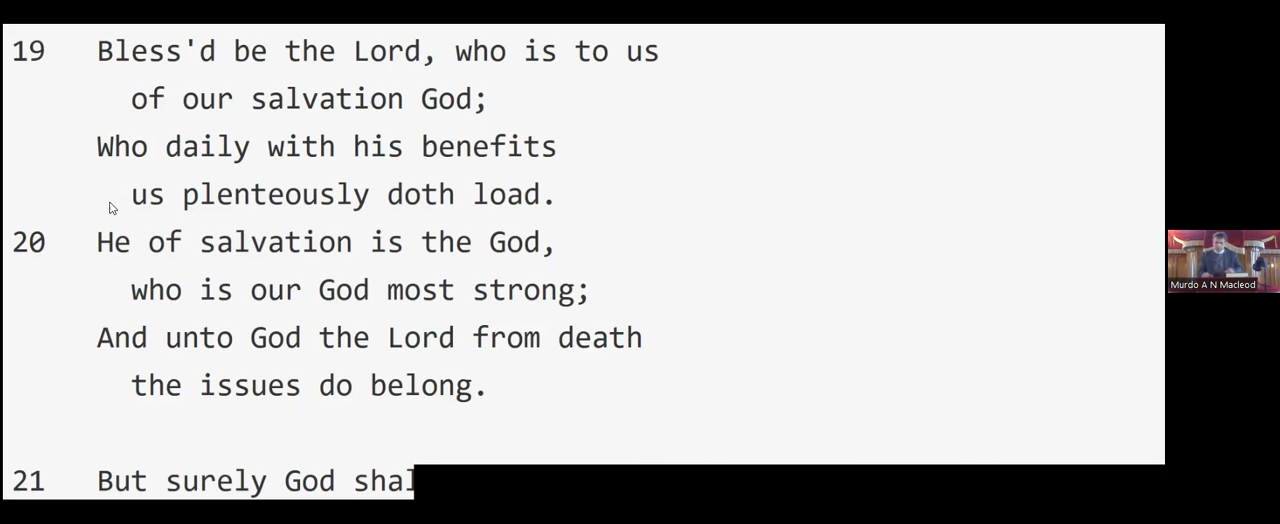 19 Bless'd be the Lord, who is to us
of our salvation God;
Who daily with his benefits
us plenteously doth load.
20 He of salvation is the God,
who is our God most strong;
And unto God the Lord from death
the issues do belong.
21 But surely God shal
Murdo A N Macleod